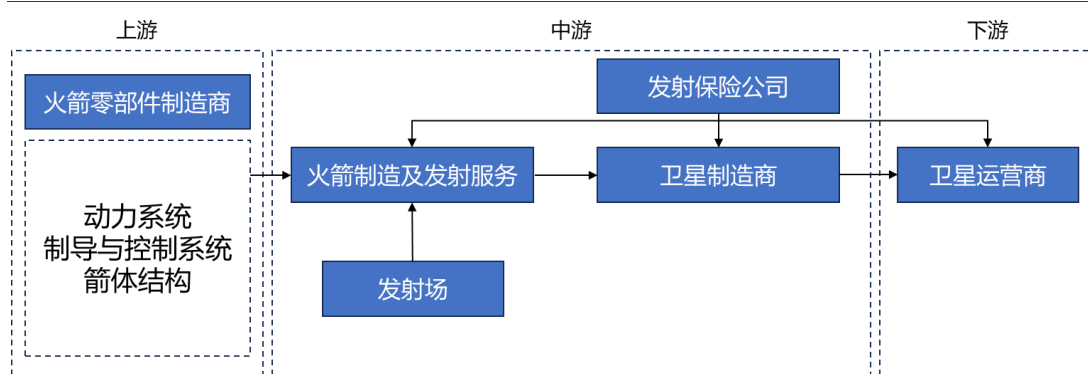 上游
中游
下游
火箭零部件制造商
发射保险公司
火箭制造及发射服务
卫星制造商
卫星运营商
动力系统
制导与控制系统
箭体结构
发射场